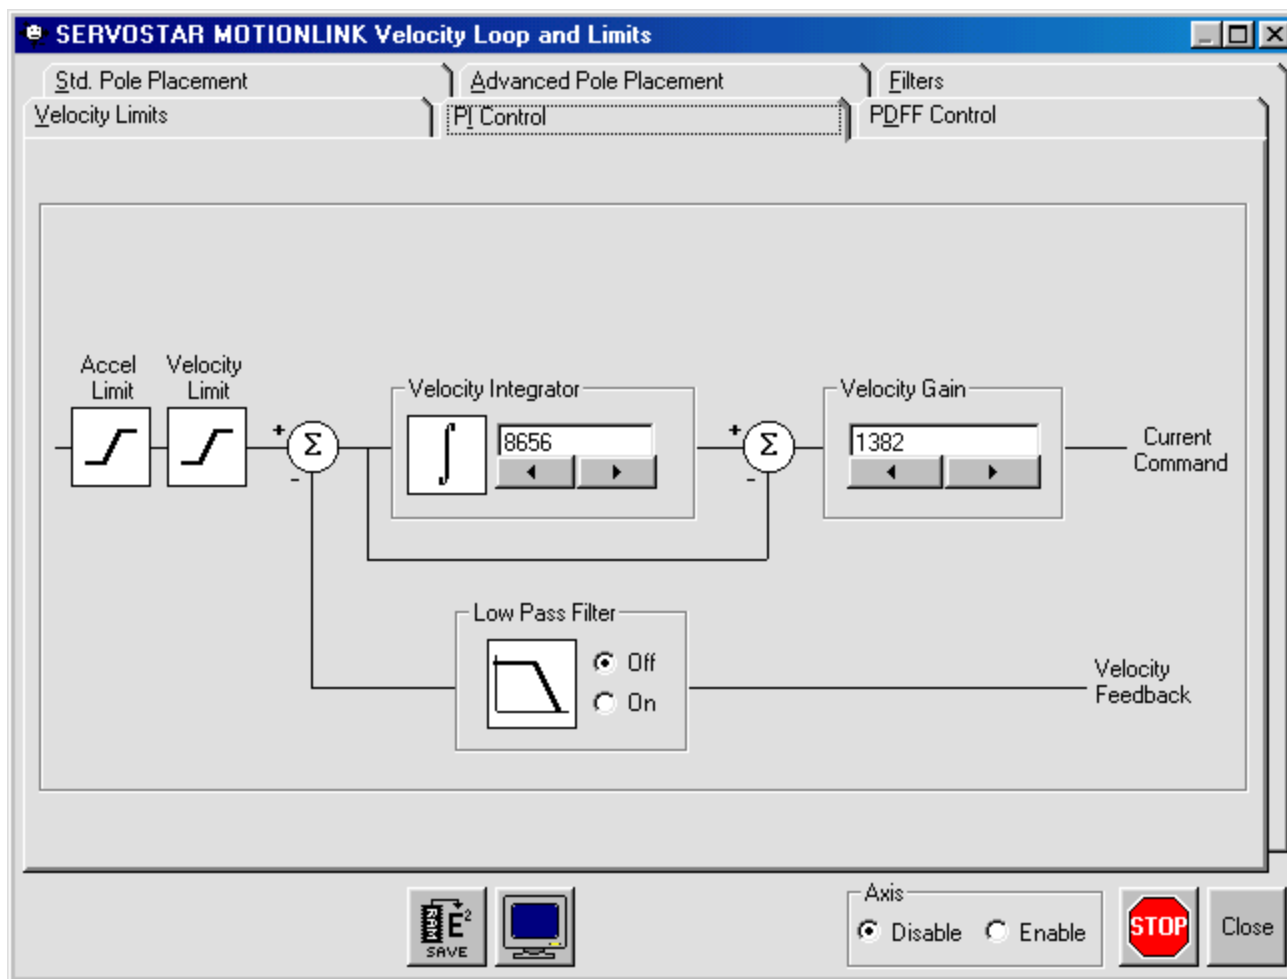 SERVOSTAR MOTIONLINK Velocity Loop and Limits
Std. Pole Placement
Advanced Pole Placement
Filters
Velocity Limits
PI Control
PDFF Control
Accel
Limit
Velocity
Limit
+
Σ
-
Velocity Integrator
∫
8656
+
Σ
-
Velocity Gain
1382
Current
Command
Low Pass Filter
Off
On
Velocity
Feedback
RAM
E²
SAVE
Axis
Disable
Enable
STOP
Close